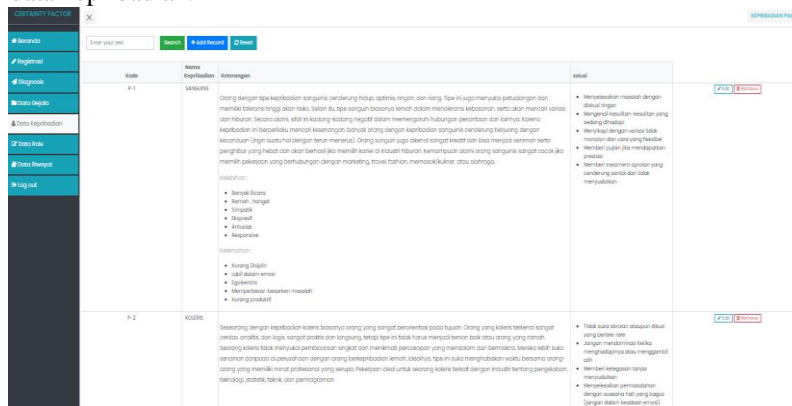 data kepribadian.
CERTAINTY FACTOR
KEPRIBADIAN PA
Beranda
Registrasi
Diagnosis
Data Gejala
Data Kepribadian
Data Role
Data Riwayat
Log out
Enter your text
Search
+ Add Record
Reset
Kode
Nama Kepribadian
Keterangan
solusi
P-1
SANGUINIS
Orang dengan tipe kepribadian sanguinis cenderung hidup, optimis, ringan, dan riang. Tipe ini juga menyukai petualangan dan
memiliki toleransi tinggi akan risiko. Selain itu, tipe sanguin biasanya lemah dalam menoleransi kebosanan, serta akan mencari variasi
dan hiburan. Secara alami, sifat ini kadang-kadang negatif dalam memengaruhi hubungan percintaan dan lainnya. Karena
kepribadian ini berperilaku mencari kesenangan, banyak orang dengan kepribadian sanguinis cenderung berjuang dengan
kecanduan (ingin suatu hal dengan terus-menerus). Orang sanguin juga dikenal sangat kreatif dan bisa menjadi seniman serta
penghibur yang hebat dan akan berhasil jika memilih karier di industri hiburan. Kemampuan alami orang sanguinis sangat cocok jika
memilih pekerjaan yang berhubungan dengan marketing, travel, fashion, memasak/kuliner, atau olahraga.
Kelebihan :
Banyak Bicara
Ramah , hangat
Simpatik
Ekspresif
Antusias
Responsive
Kelemahan :
Kurang Disiplin
Labil dalam emosi
Egosentris
Memperbesar-besarkan masalah
Kurang produktif
Menyelesaikan masalah dengan
diskusi ringan
Mengenali kesulitan-kesulitan yang
sedang dihadapi
Menyikapi dengan variasi tidak
monoton dan cara yang fleksibel
Memberi pujian jika mendapatkan
prestasi
Memberi treatment obrolan yang
cenderung santai dan tidak
menyudutkan
Edit
Remove
P-2
KOLERIS
Seseorang dengan kepribadian koleris biasanya orang yang sangat berorientasi pada tujuan. Orang yang koleris terkenal sangat
cerdas, analitis, dan logis. sangat praktis dan langsung, tetapi tipe ini tidak harus menjadi teman baik atau orang yang ramah.
Seorang koleris tidak menyukai pembicaraan singkat dan menikmati percakapan yang mendalam dan bermakna. Mereka lebih suka
sendirian daripada di perusahaan dengan orang berkepribadian lemah. Idealnya, tipe ini suka menghabiskan waktu bersama orang-
orang yang memiliki minat profesional yang serupa. Pekerjaan ideal untuk seorang koleris terkait dengan industri tentang pengelolaan,
teknologi, statistik, teknik, dan pemrograman
Tidak suka obrolan ataupun diksi
yang bertele-tele
Jangan mendominasi Ketika
menghadapinya atau menggambil
alih
Memberi ketegasan tanpa
menyudutkan
Menyelesaikan permasalahan
dengan suasana hati yang bagus
(jangan dalam keadaan emosi)
Edit
Remove